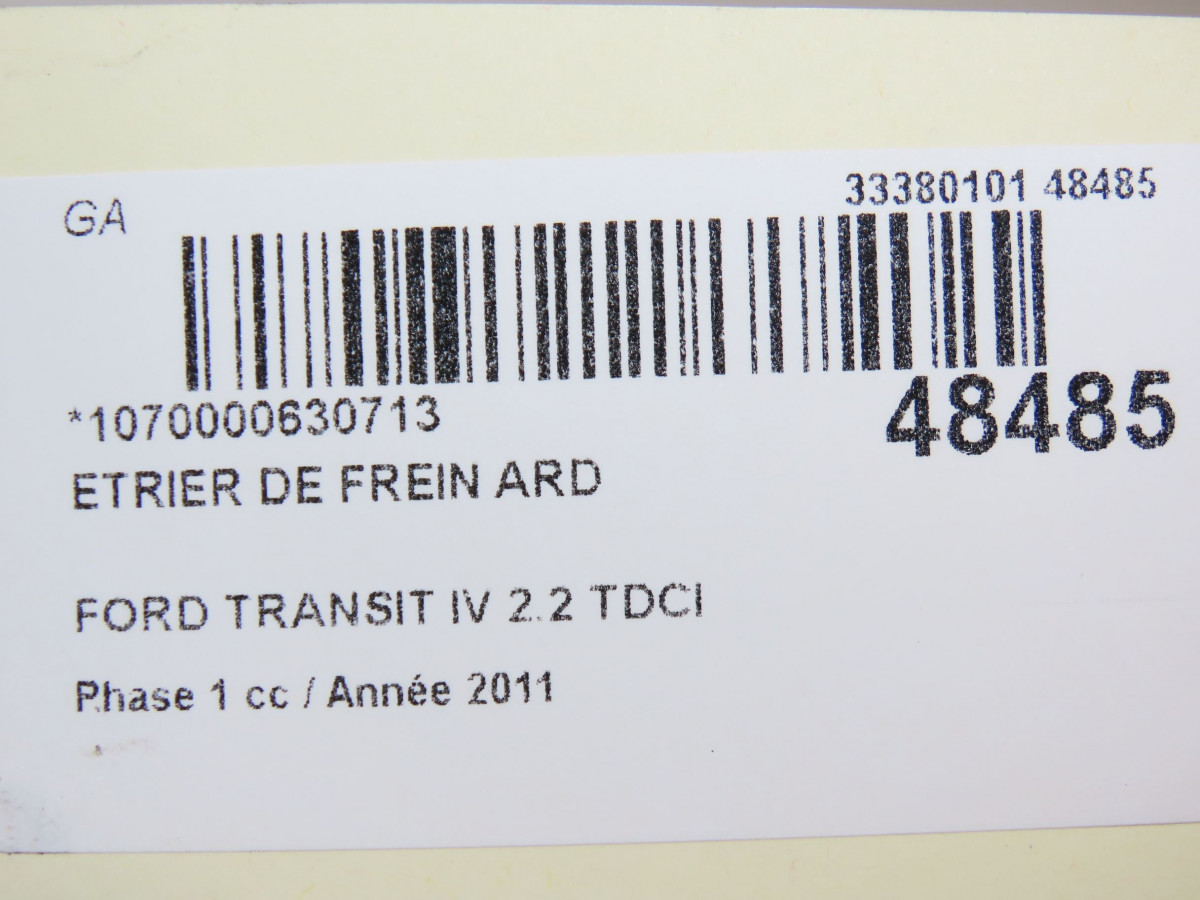 GA
33380101 48485
*1070000630713
48485
ETRIER DE FREIN ARD
FORD TRANSIT IV 2.2 TDCI
Phase 1 cc / Année 2011